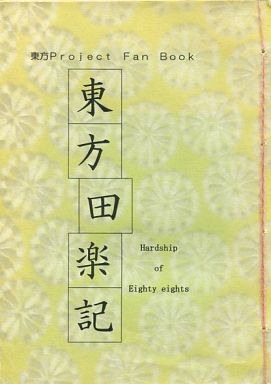 東方Project Fan Book
東方田楽記
Hardship
of
Eighty eights